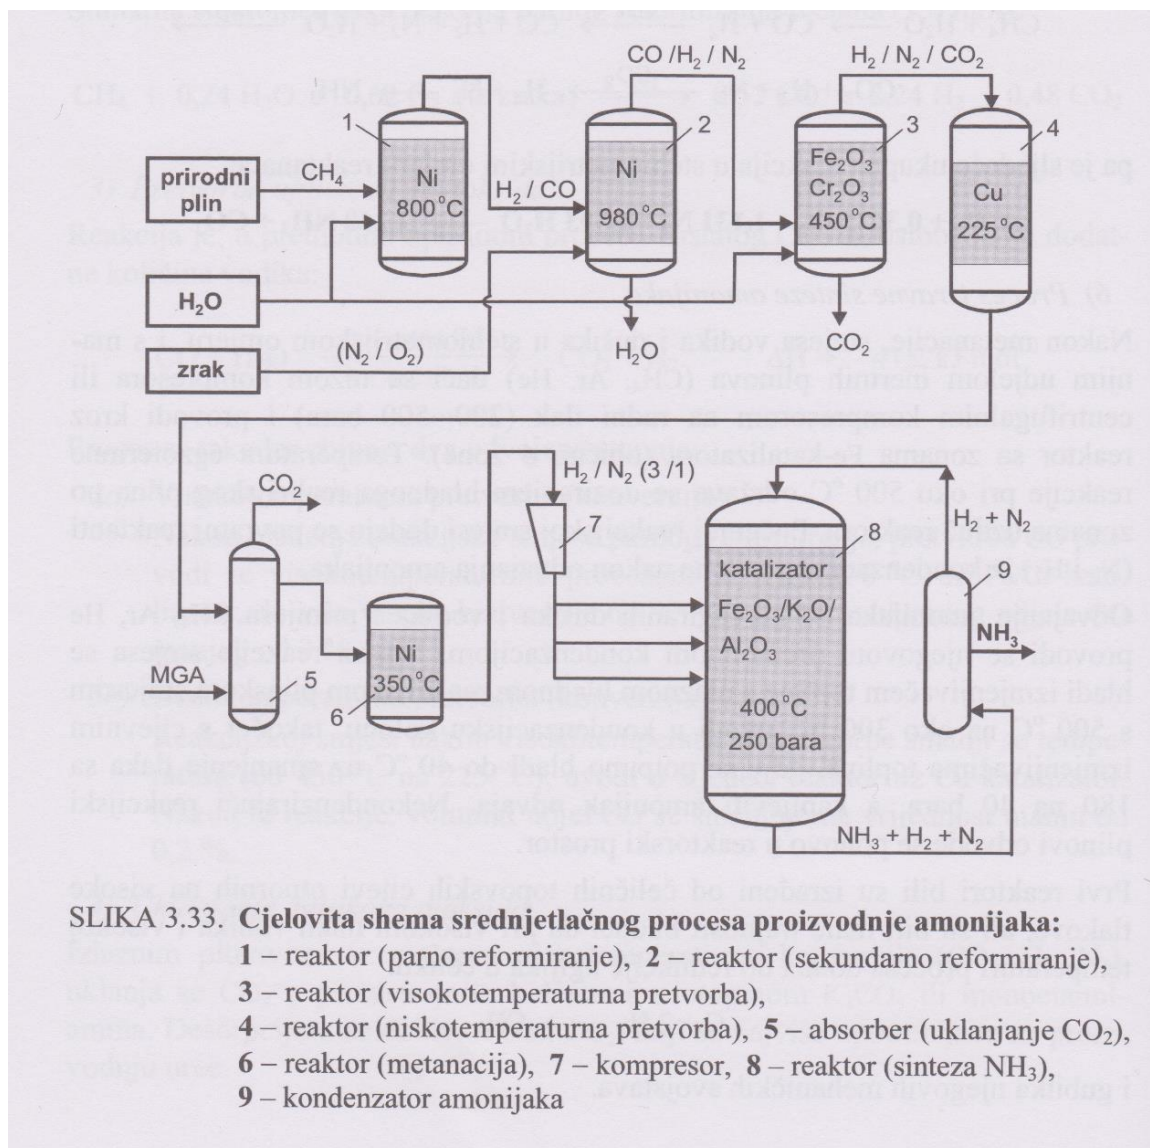 CO /H₂ / N₂
H₂ / N₂ / CO₂
1
2
3
4
prirodni
plin
CH₄
Ni
800°C
H₂ / CO
Ni
980°C
Fe₂O₃
Cr₂O₃
450°C
Cu
225°C
H₂O
zrak
(N₂ / O₂)
H₂O
CO₂
CO₂
H₂ / N₂ (3 /1)
7
8
H₂ + N₂
9
katalizator
Fe₂O₃/K₂O/
Al₂O₃
400°C
250 bara
NH₃
MGA
5
Ni
350°C
6
NH₃ + H₂ + N₂
SLIKA 3.33. Cjelovita shema srednjetlačnog procesa proizvodnje amonijaka:
1 – reaktor (parno reformiranje), 2 – reaktor (sekundarno reformiranje),
3 – reaktor (visokotemperaturna pretvorba),
4 – reaktor (niskotemperaturna pretvorba), 5 – absorber (uklanjanje CO₂),
6 – reaktor (metanacija), 7 – kompresor, 8 – reaktor (sinteza NH₃),
9 – kondenzator amonijaka